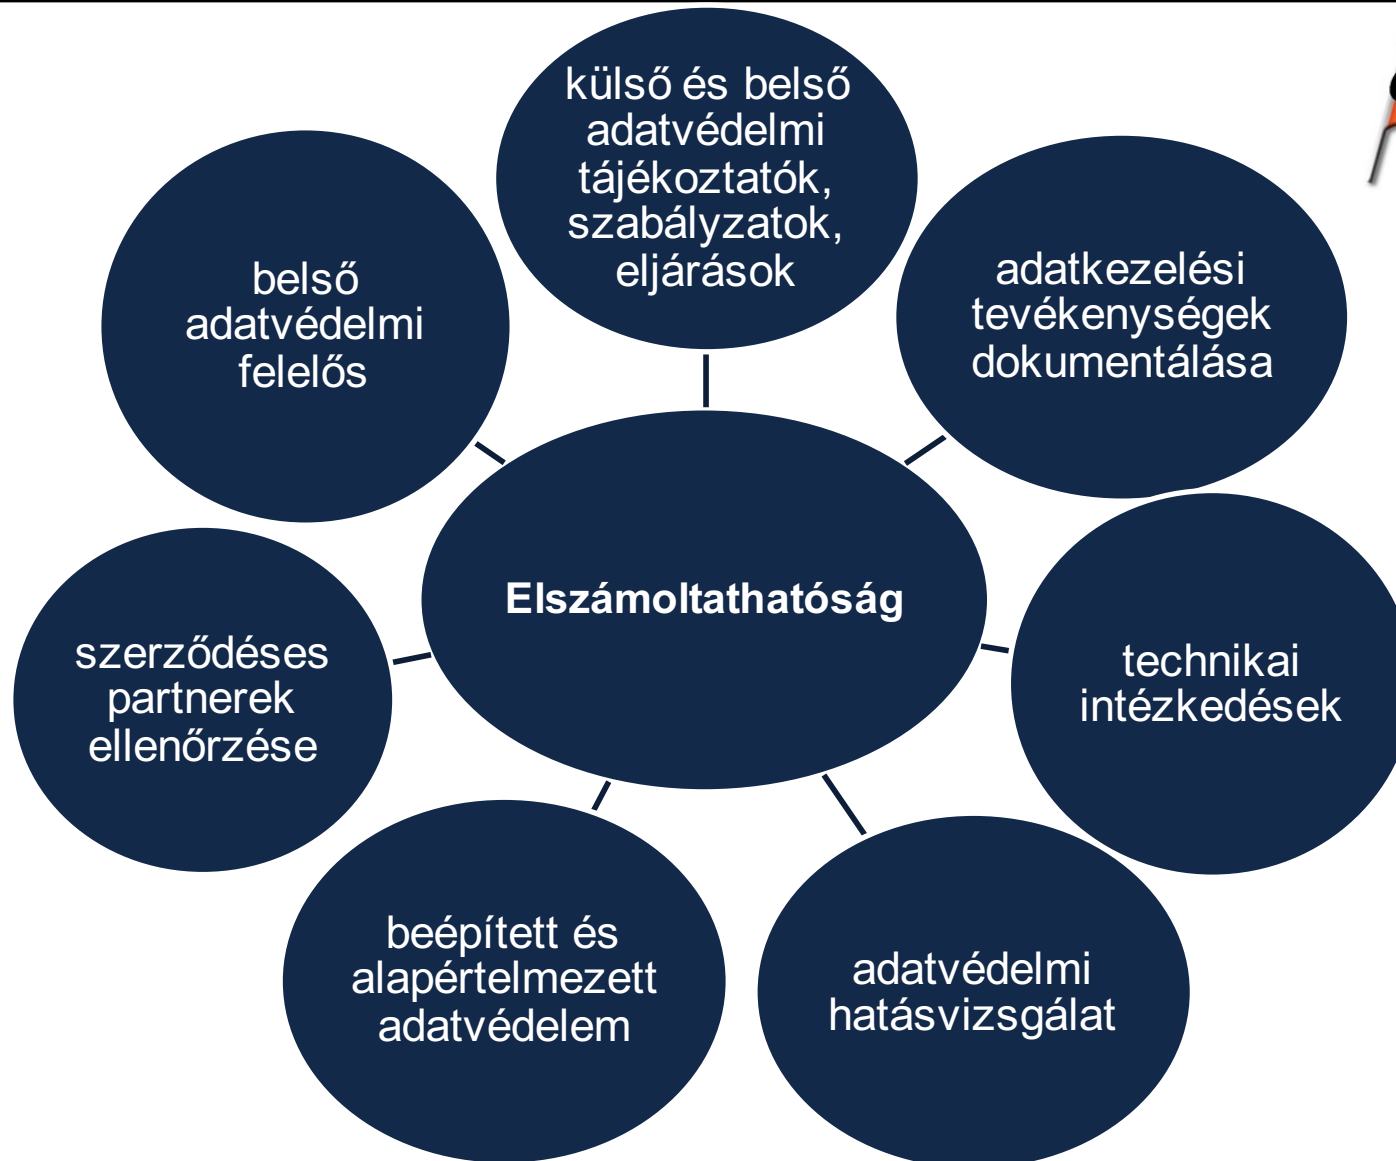 külső és belső
adatvédelmi
tájékoztatók,
szabályzatok,
eljárások
adatkezelési
tevékenységek
dokumentálása
technikai
intézkedések
adatvédelmi
hatásvizsgálat
beépített és
alapértelmezett
adatvédelem
szerződéses
partnerek
ellenőrzése
belső
adatvédelmi
felelős
Elszámoltathatóság